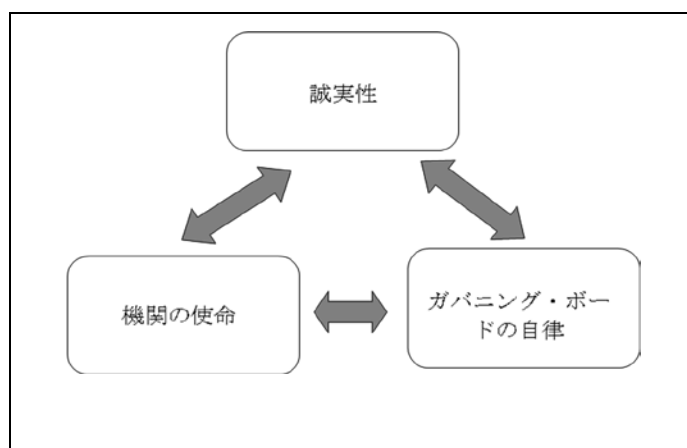 誠実性
機関の使命
ガバニング・ボー
ドの自律